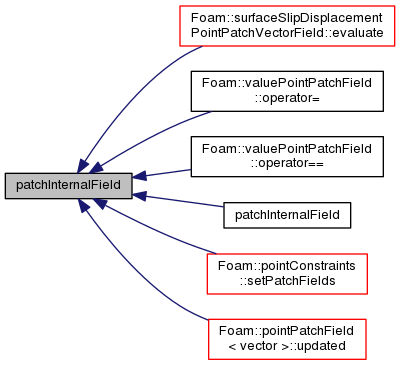 Foam::surfaceSlipDisplacement
PointPatchVectorField::evaluate
Foam::valuePointPatchField
::operator=
Foam::valuePointPatchField
::operator==
patchInternalField
patchInternalField
Foam::pointConstraints
::setPatchFields
Foam::pointPatchField
< vector >::updated